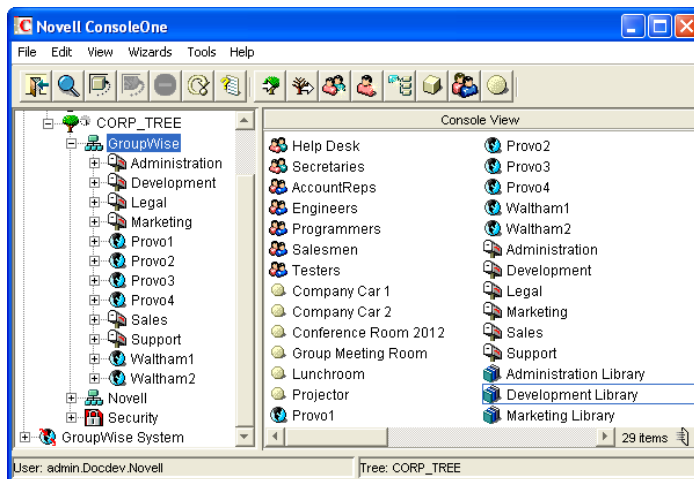 Novell ConsoleOne
File Edit View Wizards Tools Help
CORP_TREE
GroupWise
Administration
Development
Legal
Marketing
Provo1
Provo2
Provo3
Provo4
Sales
Support
Waltham1
Waltham2
Novell
Security
GroupWise System
Console View
Help Desk
Secretaries
AccountReps
Engineers
Programmers
Salesmen
Testers
Company Car 1
Company Car 2
Conference Room 2012
Group Meeting Room
Lunchroom
Projector
Provo1
Provo2
Provo3
Provo4
Waltham1
Waltham2
Administration
Development
Legal
Marketing
Sales
Support
Administration Library
Development Library
Marketing Library
29 items
User: admin.Docdev.Novell
Tree: CORP_TREE